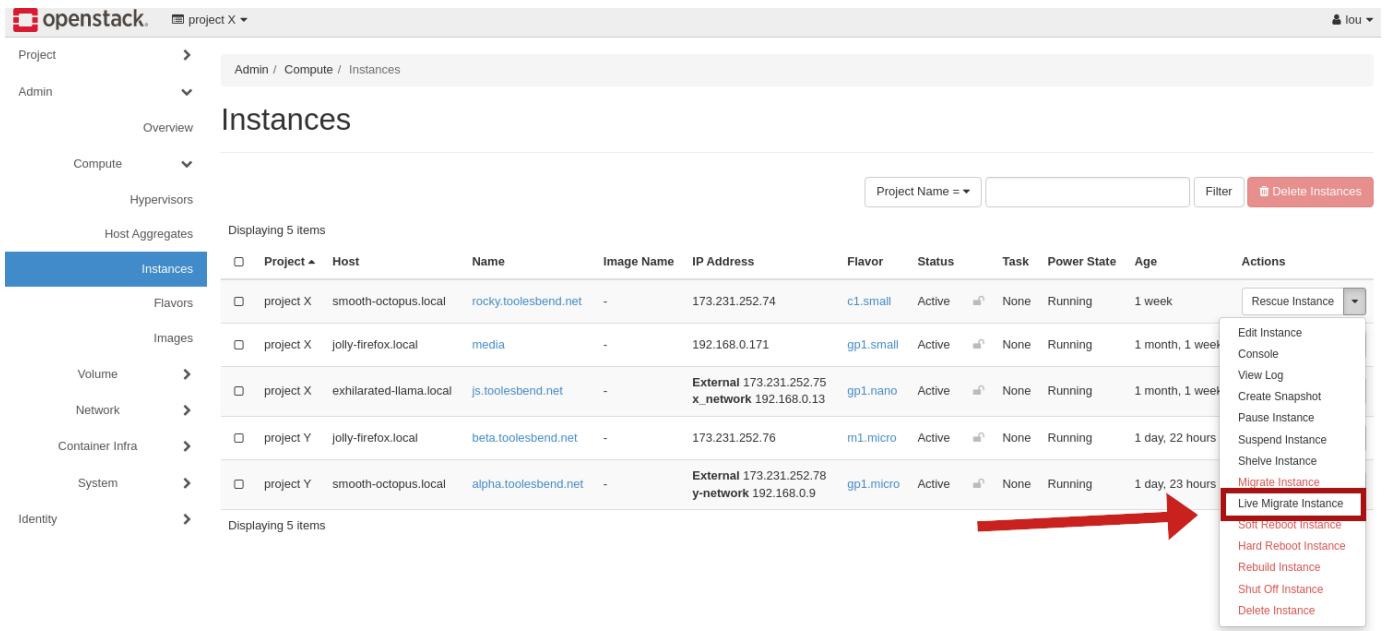 openstack. project X lou
Project
Admin
Overview
Compute
Hypervisors
Host Aggregates
Instances
Flavors
Images
Volume
Network
Container Infra
System
Identity
Admin / Compute / Instances
Instances
Project Name = Filter Delete Instances
Displaying 5 items
Project Host Name Image Name IP Address Flavor Status Task Power State Age Actions
project X smooth-octopus.local rocky.toolesbend.net - 173.231.252.74 c1.small Active None Running 1 week Rescue Instance
project X jolly-firefox.local media - 192.168.0.171 gp1.small Active None Running 1 month, 1 week
project X exhilarated-llama.local js.toolesbend.net - External 173.231.252.75 gp1.nano Active None Running 1 month, 1 week
x_network 192.168.0.13
project Y jolly-firefox.local beta.toolesbend.net - 173.231.252.76 m1.micro Active None Running 1 day, 22 hours
project Y smooth-octopus.local alpha.toolesbend.net - External 173.231.252.78 gp1.micro Active None Running 1 day, 23 hours
y-network 192.168.0.9
Displaying 5 items
Edit Instance
Console
View Log
Create Snapshot
Pause Instance
Suspend Instance
Shelve Instance
Migrate Instance
Live Migrate Instance
Soft Reboot Instance
Hard Reboot Instance
Rebuild Instance
Shut Off Instance
Delete Instance